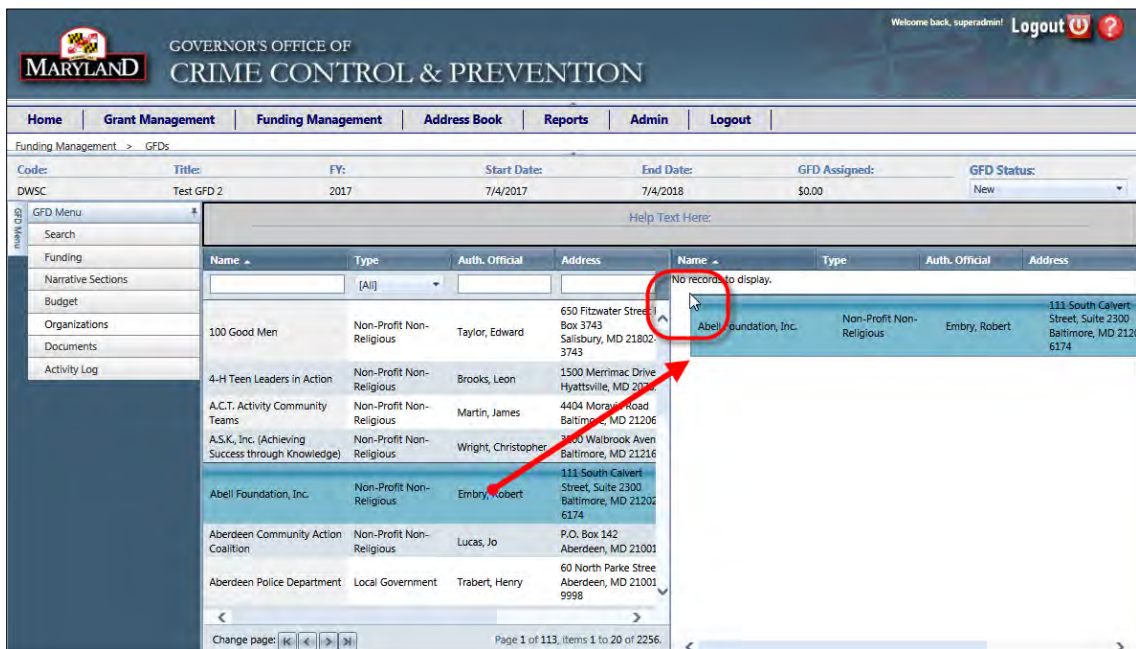 Welcome back, superadmin! Logout
MARYLAND
GOVERNOR'S OFFICE OF
CRIME CONTROL & PREVENTION
Home Grant Management Funding Management Address Book Reports Admin Logout
Funding Management > GFDs
Code: Title: FY: Start Date: End Date: GFD Assigned: GFD Status:
DWSC Test GFD 2 2017 7/4/2017 7/4/2018 $0.00 New
GFD Menu
GFD Menu
Search
Funding
Narrative Sections
Budget
Organizations
Documents
Activity Log
Help Text Here:
Name Type Auth. Official Address
[All]
100 Good Men Non-Profit Non-Religious Taylor, Edward 650 Fitzwater Street
Box 3743
Salisbury, MD 21802-
3743
4-H Teen Leaders in Action Non-Profit Non-Religious Brooks, Leon 1500 Merrimac Drive
Hyattsville, MD
A.C.T. Activity Community Teams Non-Profit Non-Religious Martin, James 4404 Moravia Road
Baltimore, MD 21206
A.S.K., Inc. (Achieving Success through Knowledge) Non-Profit Non-Religious Wright, Christopher Walbrook Aven
Baltimore, MD 21216
Abell Foundation, Inc. Non-Profit Non-Religious Embry, Robert 111 South Calvert
Street, Suite 2300
Baltimore, MD 21202
6174
Aberdeen Community Action Coalition Non-Profit Non-Religious Lucas, Jo P.O. Box 142
Aberdeen, MD 21001
Aberdeen Police Department Local Government Trabert, Henry 60 North Parke Stree
Aberdeen, MD 21001
9998
Change page: Page 1 of 113, items 1 to 20 of 2256.
Name Type Auth. Official Address
No records to display.
Abell Foundation, Inc. Non-Profit Non-Religious Embry, Robert 111 South Calvert
Street, Suite 2300
Baltimore, MD 212
6174